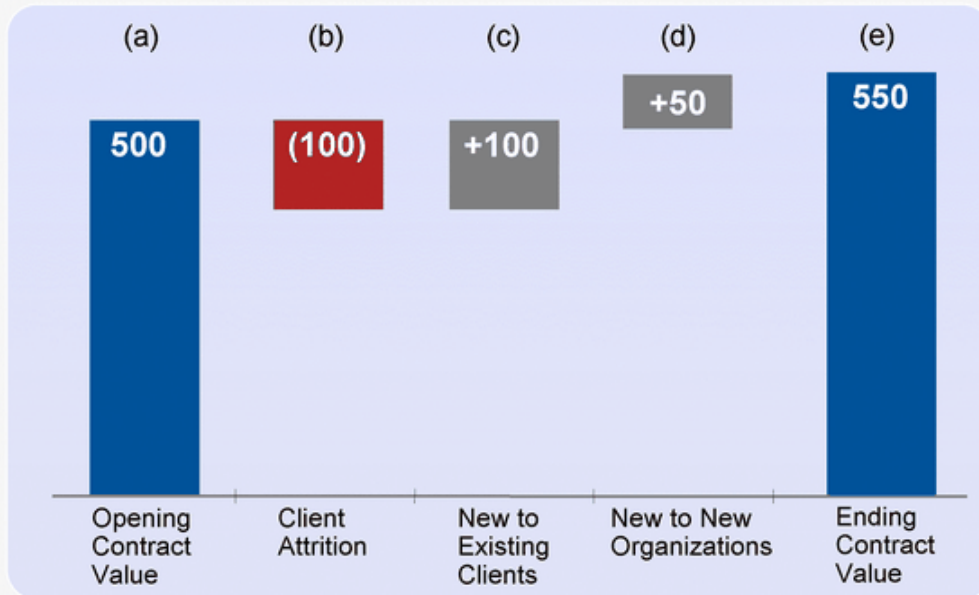 (a) (b) (c) (d) (e)
500 (100) +100 +50 550
Opening Client New to New to New Ending
Contract Attrition Existing Organizations Contract
Value Clients Value